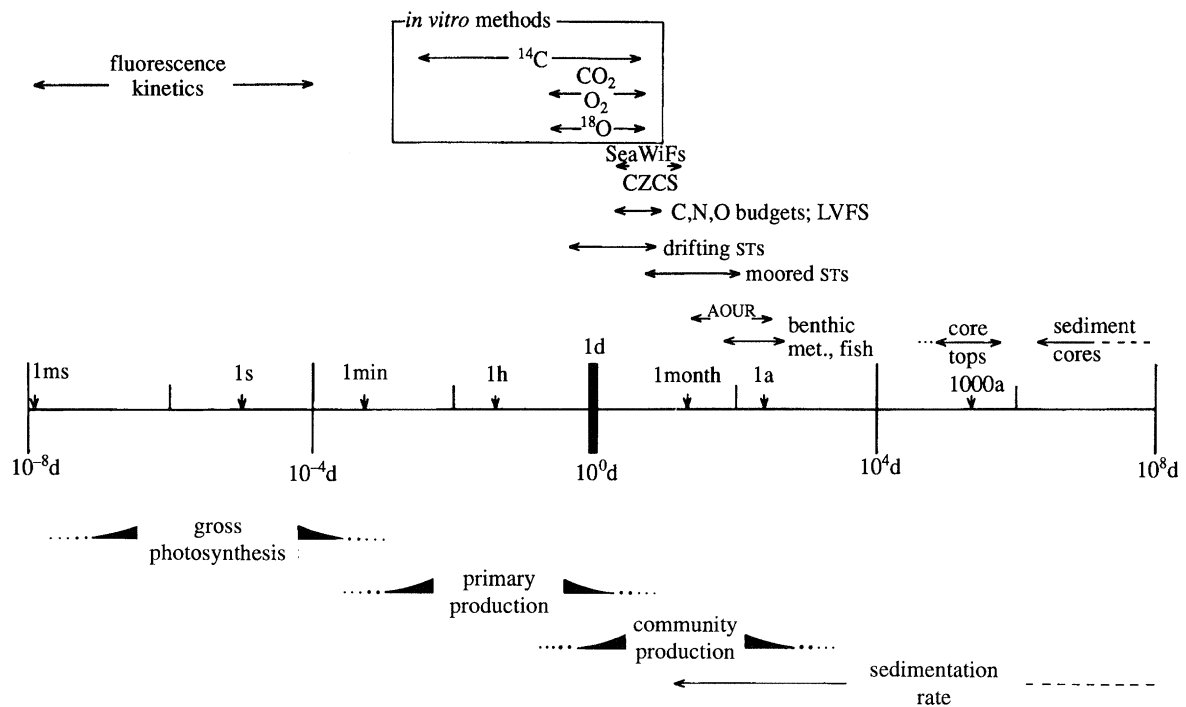 in vitro methods
¹⁴C
fluorescence
kinetics
CO₂
O₂
¹⁸O
SeaWiFs
CZCS
C,N,O budgets; LVFS
drifting STs
moored STs
AOUR
benthic
met., fish
core
tops
sediment
cores
1ms
1s
1min
1h
1d
1month
1a
1000a
10⁻⁸d
10⁻⁴d
10⁰d
10⁴d
10⁸d
gross
photosynthesis
primary
production
community
production
sedimentation
rate